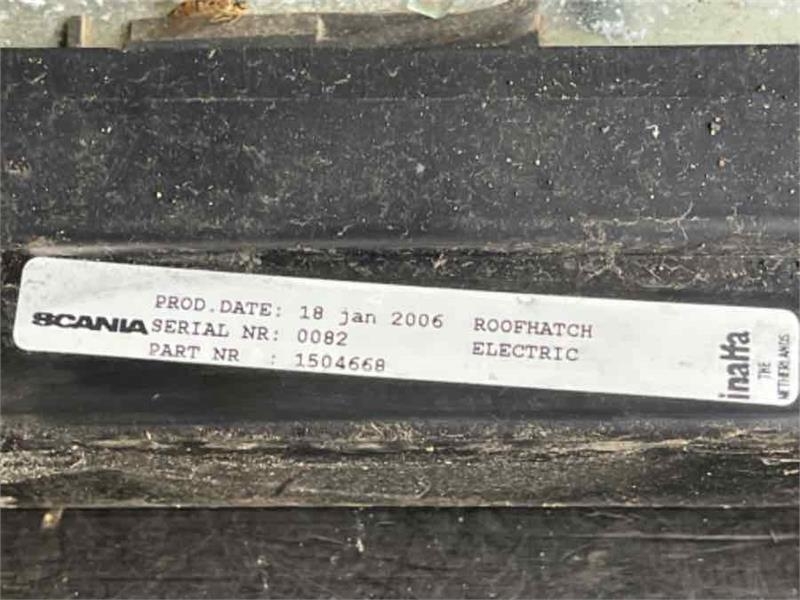 SCANIA
PROD.DATE: 18 jan 2006
SERIAL NR: 0082
PART NR : 1504668
ROOFHATCH
ELECTRIC
inalfa
THE
NETHERLANDS